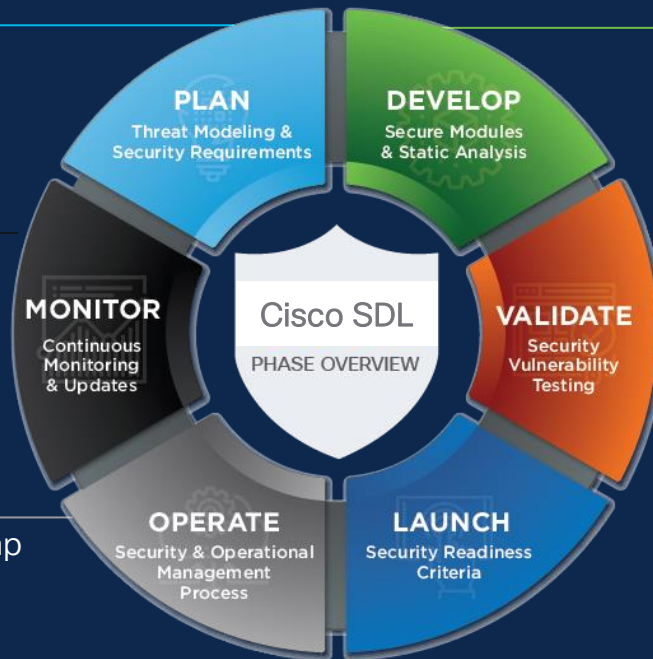 PLAN
Threat Modeling &
Security Requirements
DEVELOP
Secure Modules
& Static Analysis
MONITOR
Continuous
Monitoring
& Updates
Cisco SDL
PHASE OVERVIEW
VALIDATE
Security
Vulnerability
Testing
OPERATE
Security & Operational
Management
Process
LAUNCH
Security Readiness
Criteria